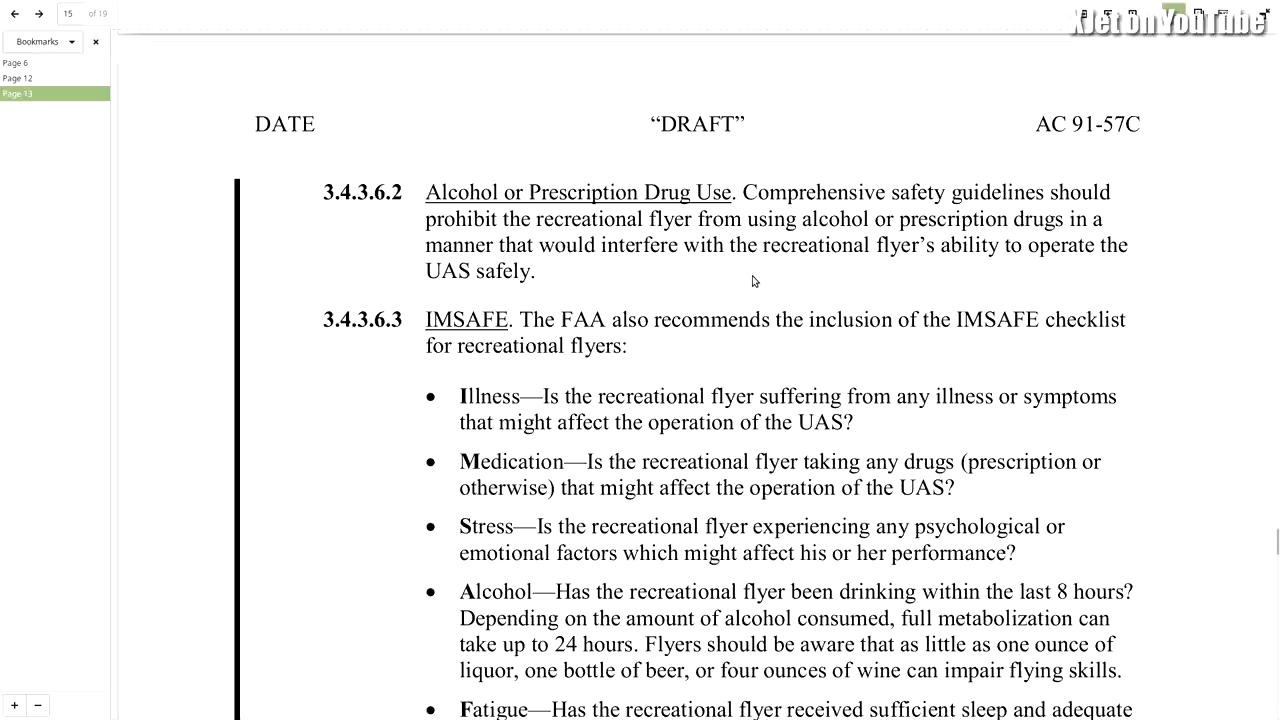 15 of 19
XJet on YouTube
Bookmarks
Page 6
Page 12
Page 13
DATE “DRAFT” AC 91-57C
3.4.3.6.2 Alcohol or Prescription Drug Use. Comprehensive safety guidelines should
prohibit the recreational flyer from using alcohol or prescription drugs in a
manner that would interfere with the recreational flyer’s ability to operate the
UAS safely.
3.4.3.6.3 IMSAFE. The FAA also recommends the inclusion of the IMSAFE checklist
for recreational flyers:
• Illness—Is the recreational flyer suffering from any illness or symptoms
that might affect the operation of the UAS?
• Medication—Is the recreational flyer taking any drugs (prescription or
otherwise) that might affect the operation of the UAS?
• Stress—Is the recreational flyer experiencing any psychological or
emotional factors which might affect his or her performance?
• Alcohol—Has the recreational flyer been drinking within the last 8 hours?
Depending on the amount of alcohol consumed, full metabolization can
take up to 24 hours. Flyers should be aware that as little as one ounce of
liquor, one bottle of beer, or four ounces of wine can impair flying skills.
• Fatigue—Has the recreational flyer received sufficient sleep and adequate